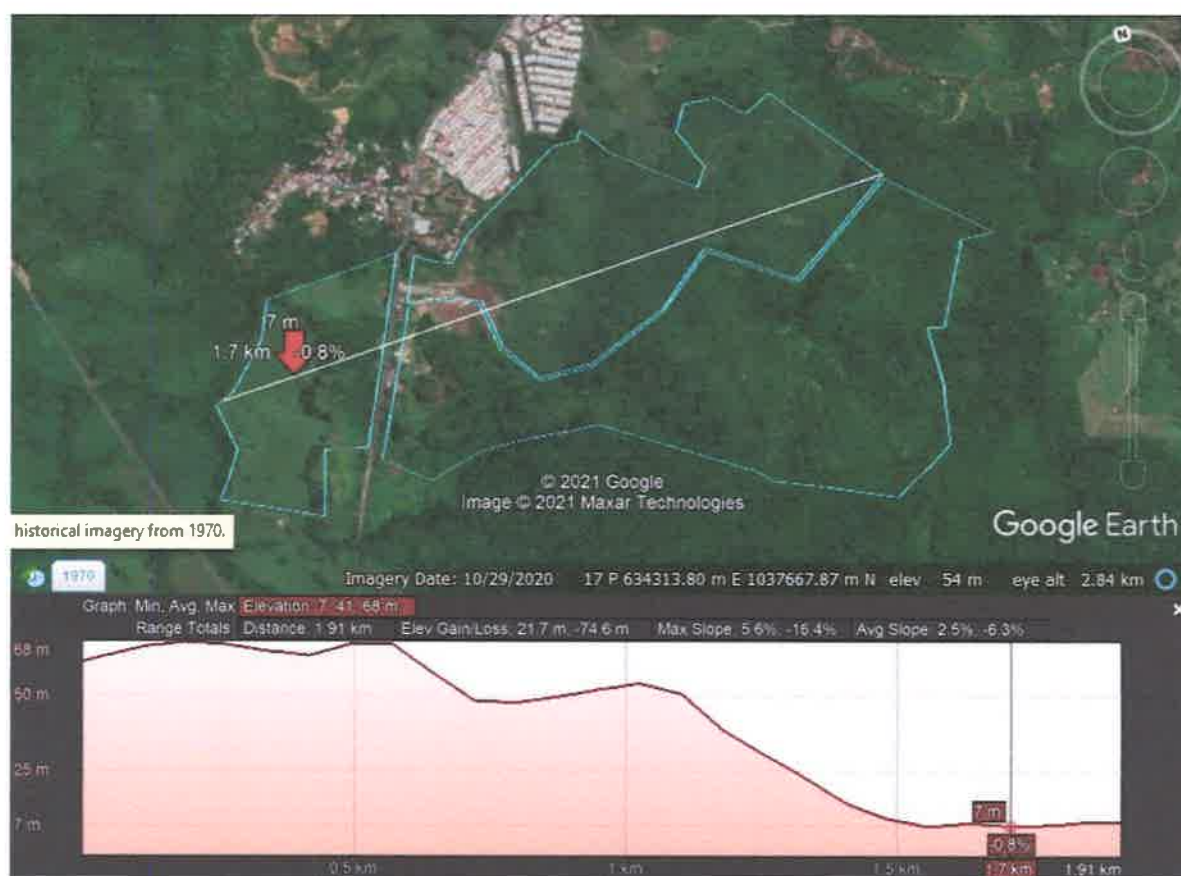 N
7 m
1.7 km -0.8%
© 2021 Google
Image © 2021 Maxar Technologies
Google Earth
historical imagery from 1970.
1970
Imagery Date: 10/29/2020 17 P 634313.80 m E 1037667.87 m N elev 54 m eye alt 2.84 km
Graph: Min, Avg, Max Elevation: 7, 41, 68 m
Range Totals: Distance: 1.91 km Elev Gain/Loss: 21.7 m, -74.6 m Max Slope: 5.6%, -16.4% Avg Slope: 2.5%, -6.3%
68 m
50 m
25 m
7 m
7 m
-0.8%
0.5 km 1 km 1.5 km 1.7 km 1.91 km